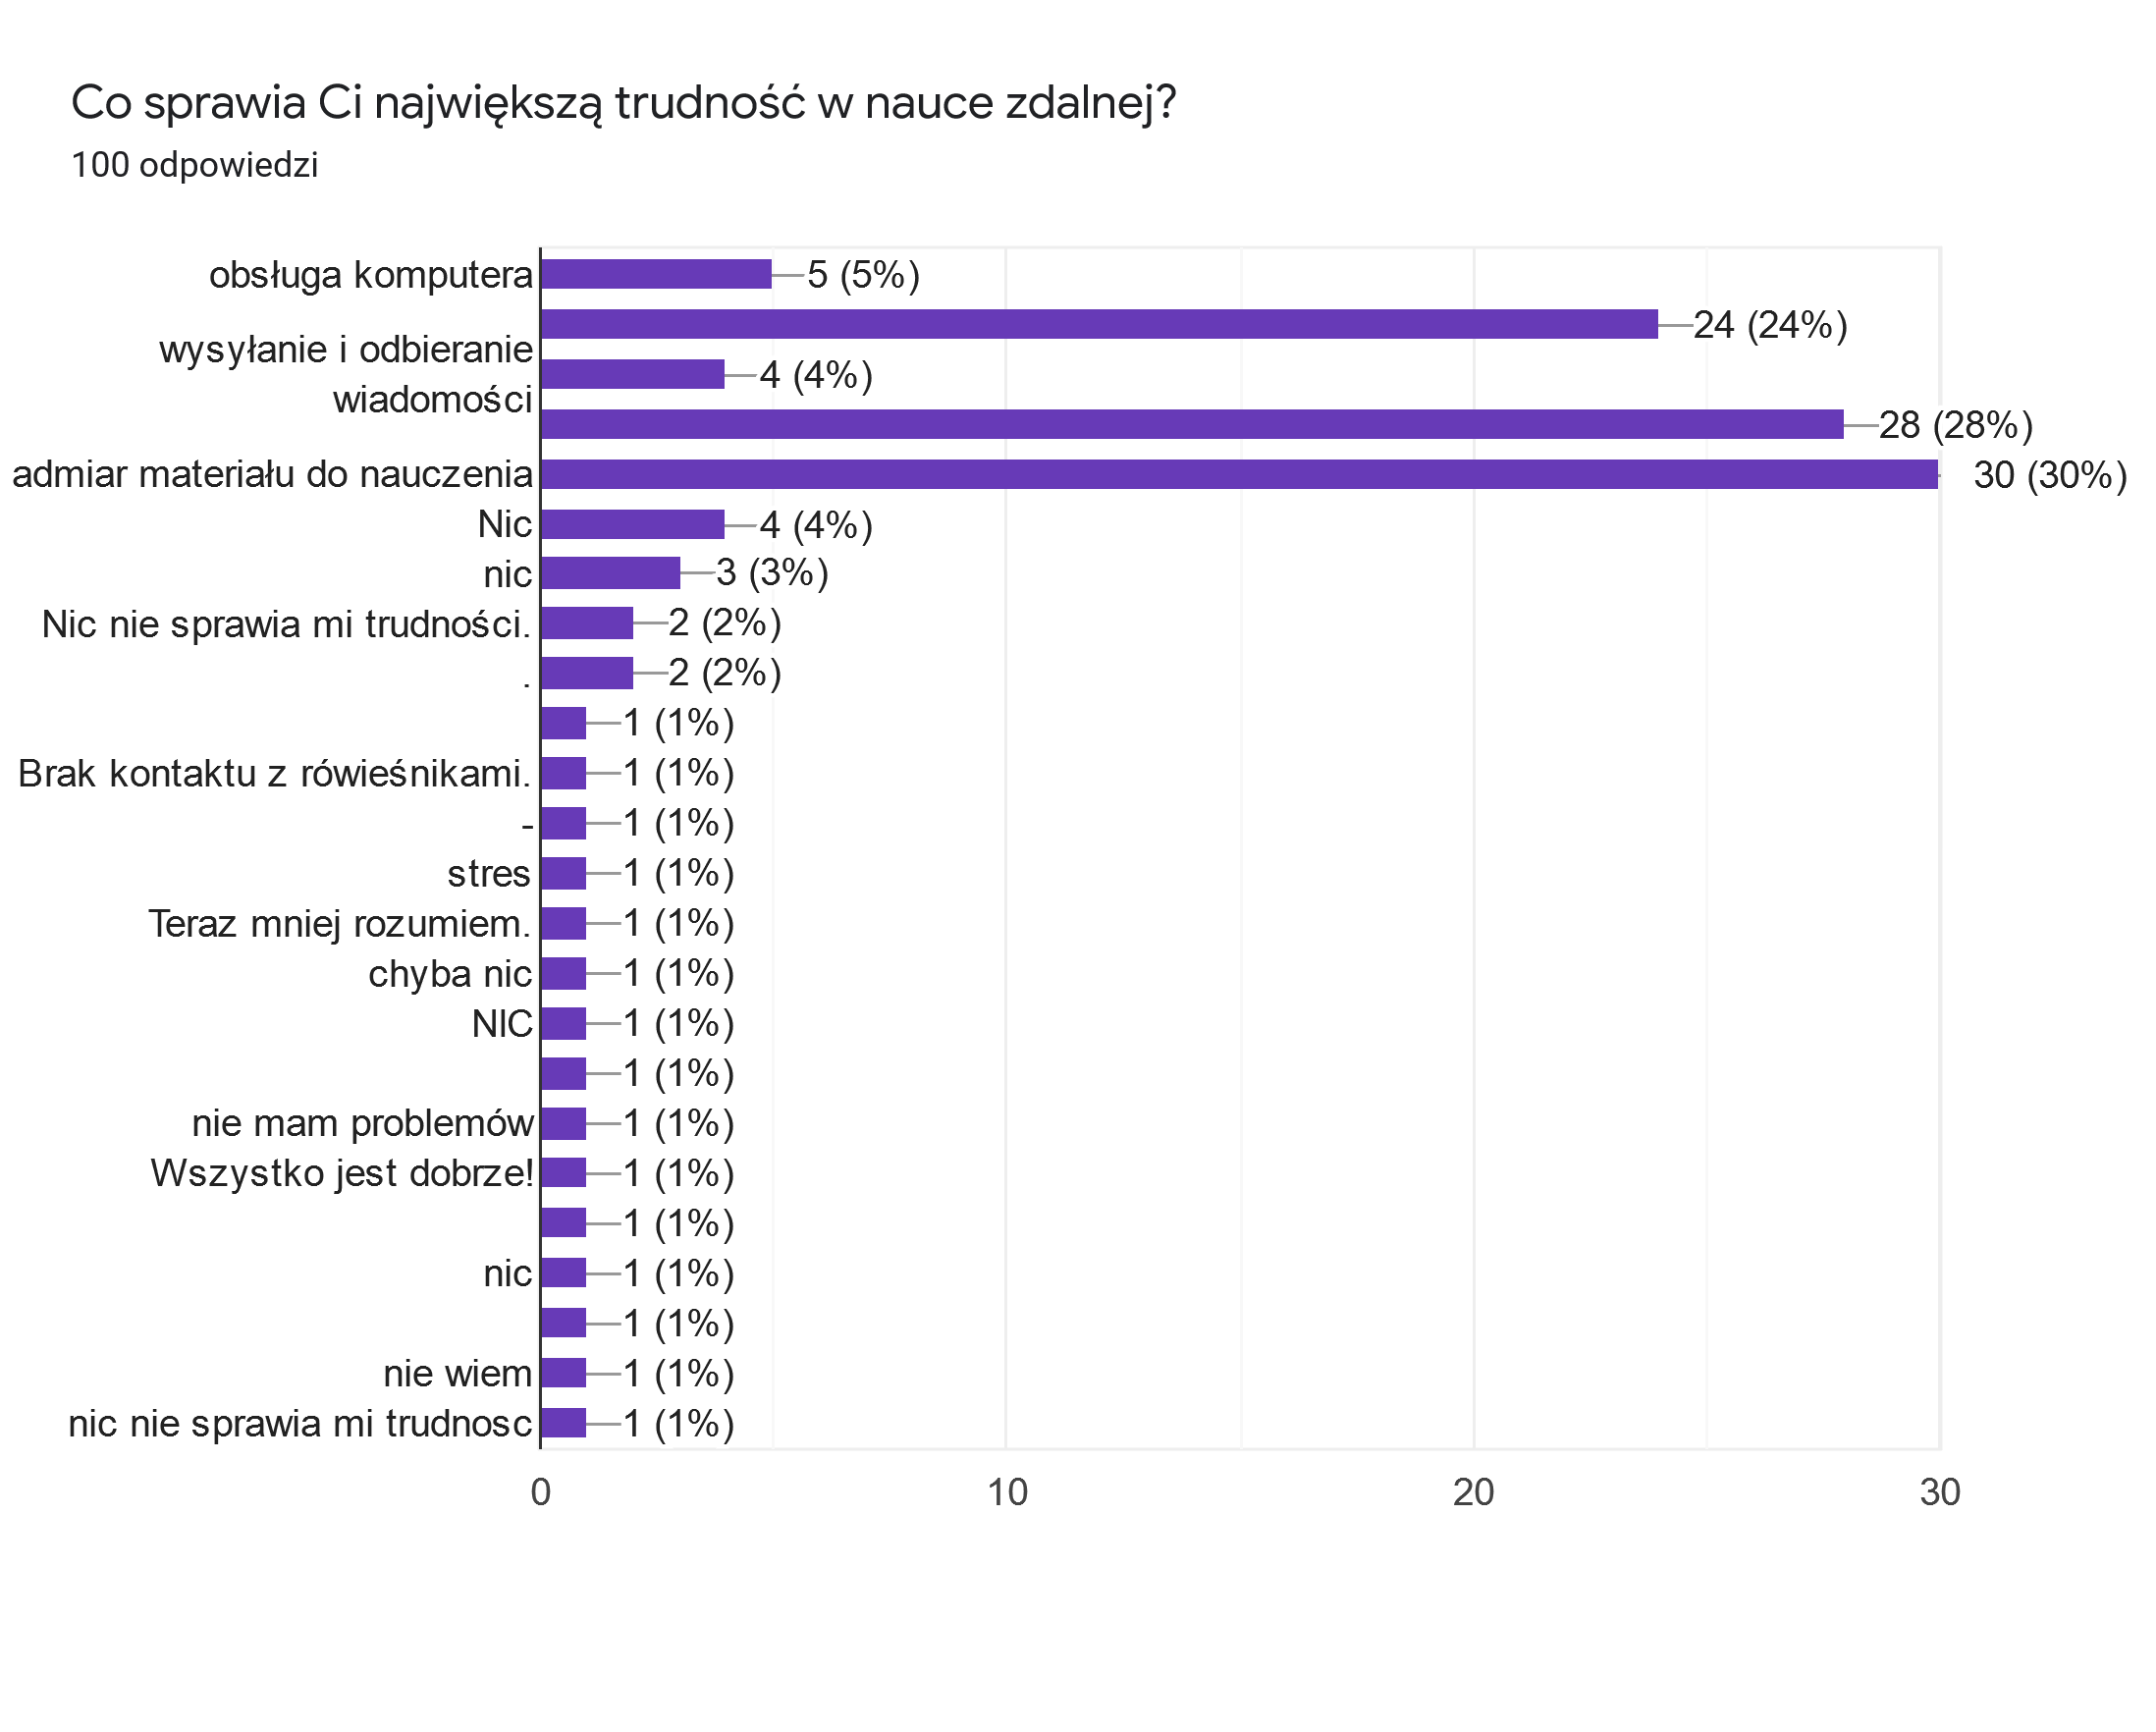 Co sprawia Ci największą trudność w nauce zdalnej?
100 odpowiedzi
obsługa komputera 5 (5%)
24 (24%)
wysyłanie i odbieranie
4 (4%)
wiadomości
28 (28%)
admiar materiału do nauczenia 30 (30%)
Nic 4 (4%)
nic 3 (3%)
Nic nie sprawia mi trudności. 2 (2%)
. 2 (2%)
1 (1%)
Brak kontaktu z rówieśnikami. 1 (1%)
- 1 (1%)
stres 1 (1%)
Teraz mniej rozumiem. 1 (1%)
chyba nic 1 (1%)
NIC 1 (1%)
1 (1%)
nie mam problemów 1 (1%)
Wszystko jest dobrze! 1 (1%)
1 (1%)
nic 1 (1%)
1 (1%)
nie wiem 1 (1%)
nic nie sprawia mi trudnosc 1 (1%)
0 10 20 30